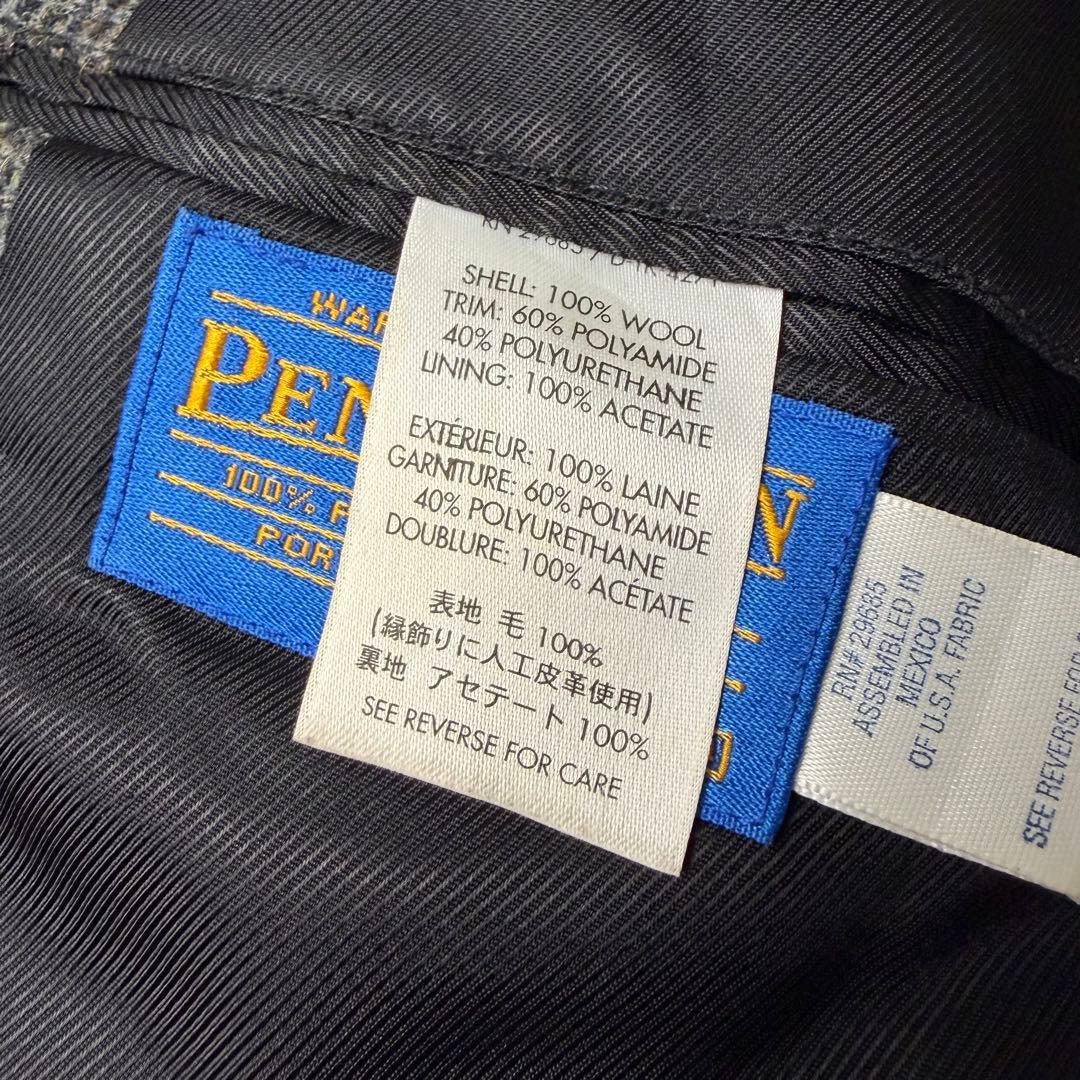 SHELL: 100% WOOL
TRIM: 60% POLYAMIDE
40% POLYURETHANE
LINING: 100% ACETATE
EXTÉRIEUR: 100% LAINE
GARNITURE: 60% POLYAMIDE
40% POLYURETHANE
DOUBLURE: 100% ACÉTATE
表地 毛 100%
(縁飾りに人工皮革使用)
裏地 アセテート 100%
SEE REVERSE FOR CARE
100%
RN# 29685
ASSEMBLED IN
MEXICO
OF U.S.A. FABRIC
SEE REVERSE FOR